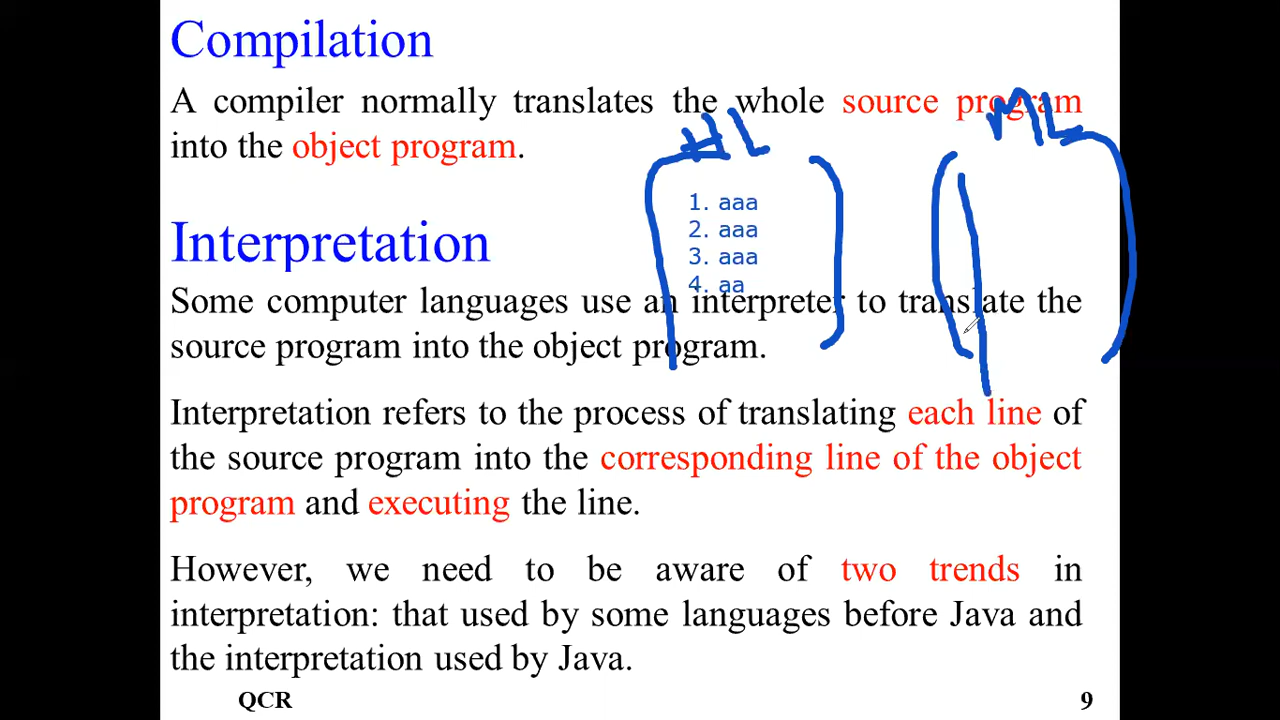 Compilation
A compiler normally translates the whole source program
into the object program.
HL
ML
1. aaa
2. aaa
3. aaa
4. aa
Interpretation
Some computer languages use an interpreter to translate the
source program into the object program.
Interpretation refers to the process of translating each line of
the source program into the corresponding line of the object
program and executing the line.
However, we need to be aware of two trends in
interpretation: that used by some languages before Java and
the interpretation used by Java.
QCR
9